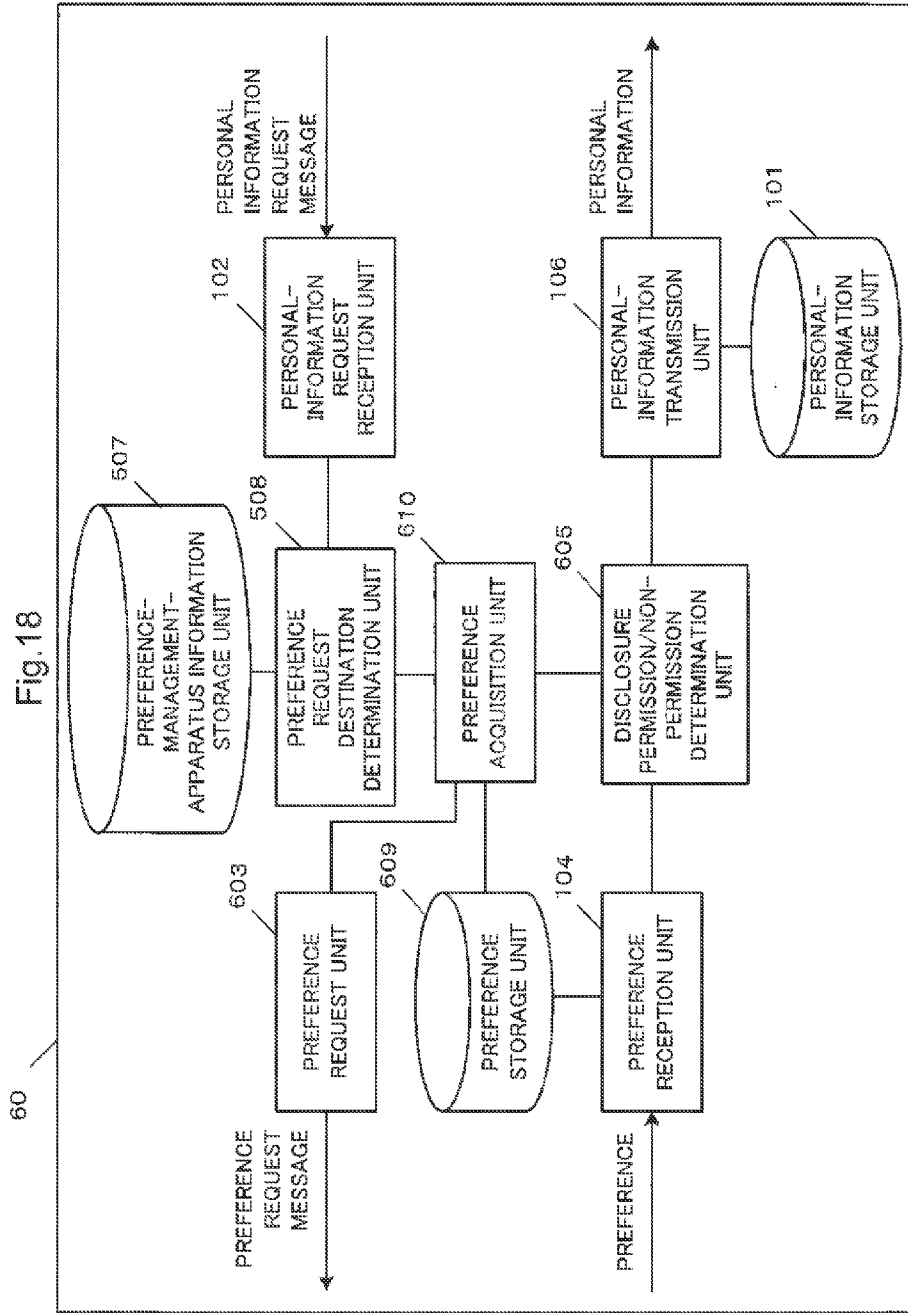 Fig.18
60
PREFERENCE-
MANAGEMENT-
APPARATUS INFORMATION
STORAGE UNIT
507
PREFERENCE
REQUEST
MESSAGE
603
PREFERENCE
REQUEST UNIT
508
PREFERENCE
REQUEST
DESTINATION
DETERMINATION UNIT
102
PERSONAL-
INFORMATION
REQUEST
RECEPTION UNIT
PERSONAL
INFORMATION
REQUEST
MESSAGE
609
PREFERENCE
STORAGE UNIT
610
PREFERENCE
ACQUISITION UNIT
PREFERENCE
104
PREFERENCE
RECEPTION UNIT
605
DISCLOSURE
PERMISSION/NON-
PERMISSION
DETERMINATION
UNIT
106
PERSONAL-
INFORMATION
TRANSMISSION
UNIT
PERSONAL
INFORMATION
101
PERSONAL-
INFORMATION
STORAGE UNIT